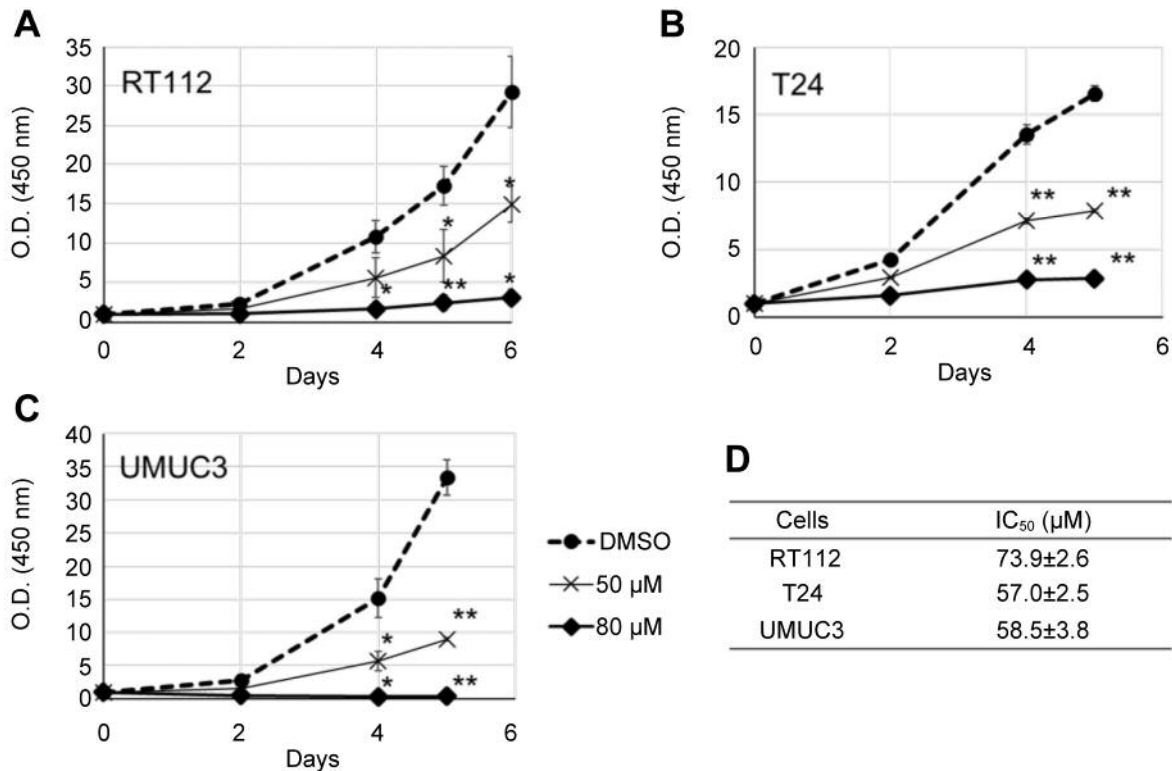 A
RT112
O.D. (450 nm)
35
30
25
20
15
10
5
0
*
*
*
*
**
*
0 2 4 6
Days
B
T24
O.D. (450 nm)
20
15
10
5
0
**
**
**
**
0 2 4 6
Days
C
UMUC3
O.D. (450 nm)
40
35
30
25
20
15
10
5
0
*
**
*
**
0 2 4 6
Days
DMSO
50 µM
80 µM
D
Cells IC₅₀ (µM)
RT112 73.9±2.6
T24 57.0±2.5
UMUC3 58.5±3.8